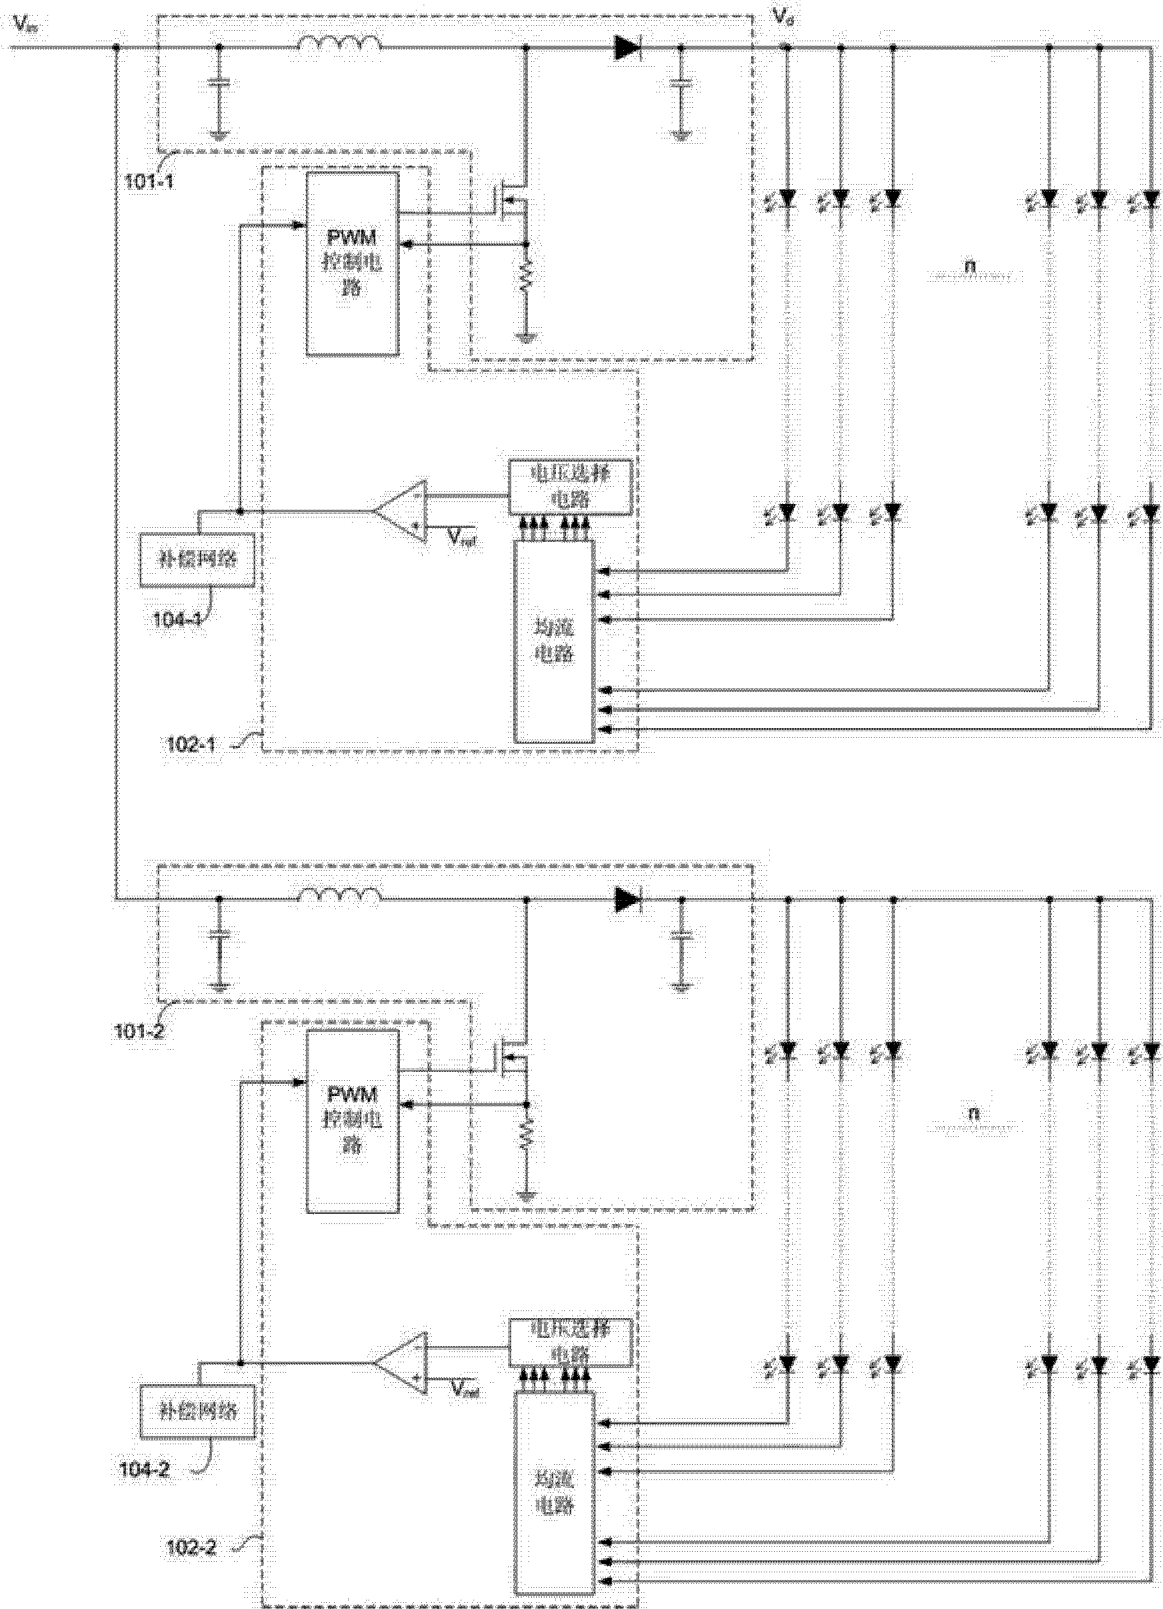 Vin
Vd
101-1
PWM
控制电
路
n
电压选择
电路
Vref
补偿网络
104-1
均流
电路
102-1
101-2
PWM
控制电
路
n
电压选择
电路
Vref
补偿网络
104-2
均流
电路
102-2